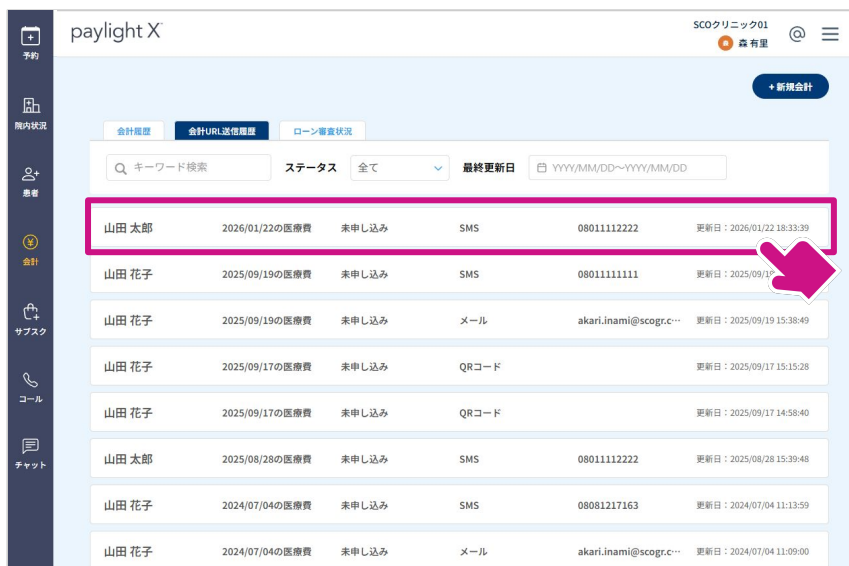 paylight X
SCOクリニック01
森 森 有里
予約
+新規会計
院内状況
会計履歴 会計URL送信履歴 ローン審査状況
キーワード検索 ステータス 全て 最終更新日 YYYY/MM/DD～YYYY/MM/DD
患者
山田 太郎 2026/01/22の医療費 未申し込み SMS 08011112222 更新日：2026/01/22 18:33:39
会計
山田 花子 2025/09/19の医療費 未申し込み SMS 08011111111 更新日：2025/09/19
山田 花子 2025/09/19の医療費 未申し込み メール akari.inami@scogr.c… 更新日：2025/09/19 15:38:49
サブスク
山田 花子 2025/09/17の医療費 未申し込み QRコード 更新日：2025/09/17 15:15:28
コール
山田 花子 2025/09/17の医療費 未申し込み QRコード 更新日：2025/09/17 14:58:40
チャット
山田 太郎 2025/08/28の医療費 未申し込み SMS 08011112222 更新日：2025/08/28 15:39:48
山田 花子 2024/07/04の医療費 未申し込み SMS 08081217163 更新日：2024/07/04 11:13:59
山田 花子 2024/07/04の医療費 未申し込み メール akari.inami@scogr.c… 更新日：2024/07/04 11:09:00